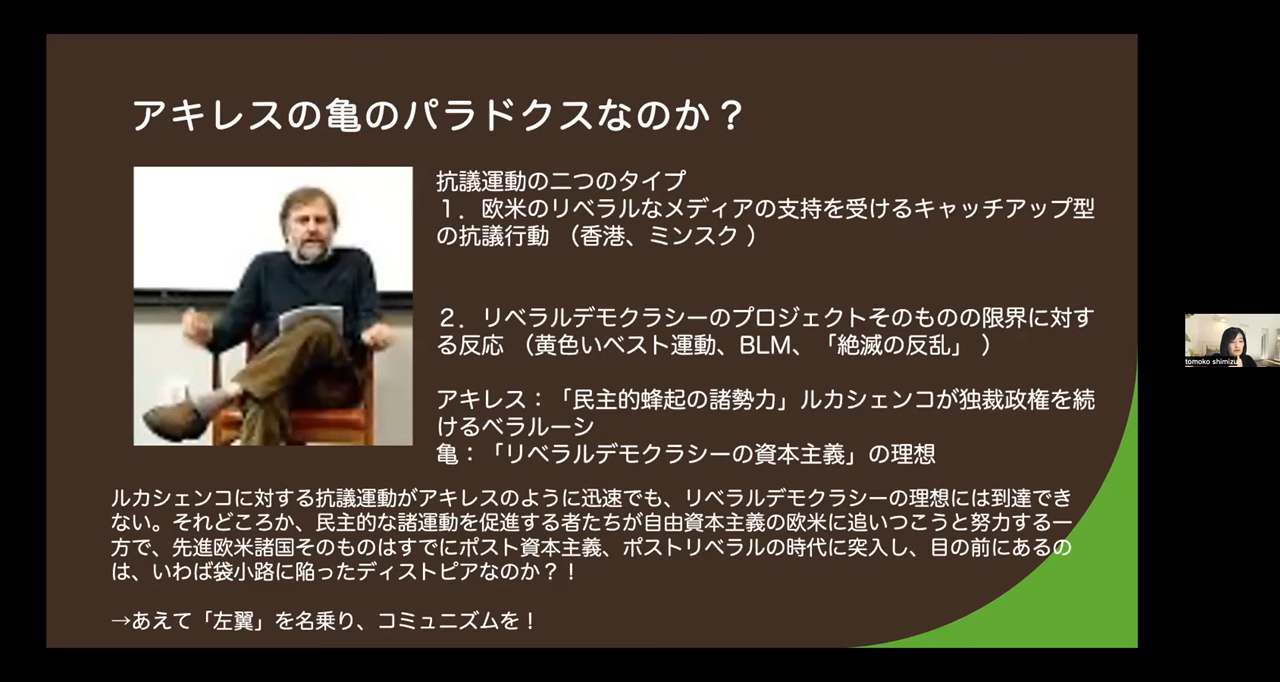 アキレスの亀のパラドクスなのか？
抗議運動の二つのタイプ
１．欧米のリベラルなメディアの支持を受けるキャッチアップ型
の抗議行動 （香港、ミンスク ）
２．リベラルデモクラシーのプロジェクトそのものの限界に対す
る反応 （黄色いベスト運動、BLM、「絶滅の反乱」 ）
アキレス：「民主的蜂起の諸勢力」ルカシェンコが独裁政権を続
けるベラルーシ
亀：「リベラルデモクラシーの資本主義」の理想
ルカシェンコに対する抗議運動がアキレスのように迅速でも、リベラルデモクラシーの理想には到達でき
ない。それどころか、民主的な諸運動を促進する者たちが自由資本主義の欧米に追いつこうと努力する一
方で、先進欧米諸国そのものはすでにポスト資本主義、ポストリベラルの時代に突入し、目の前にあるの
は、いわば袋小路に陥ったディストピアなのか？！
→あえて「左翼」を名乗り、コミュニズムを！
tomoko shimizu